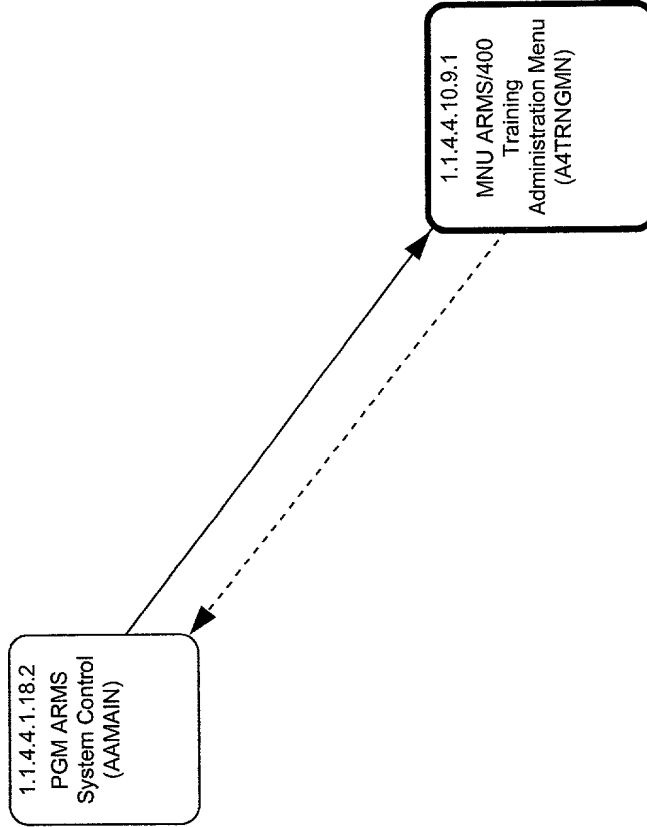 1.1.4.4.1.18.2
PGM ARMS
System Control
(AAMAIN)
1.1.4.4.10.9.1
MNU ARMS/400
Training
Administration Menu
(A4TRNGMN)